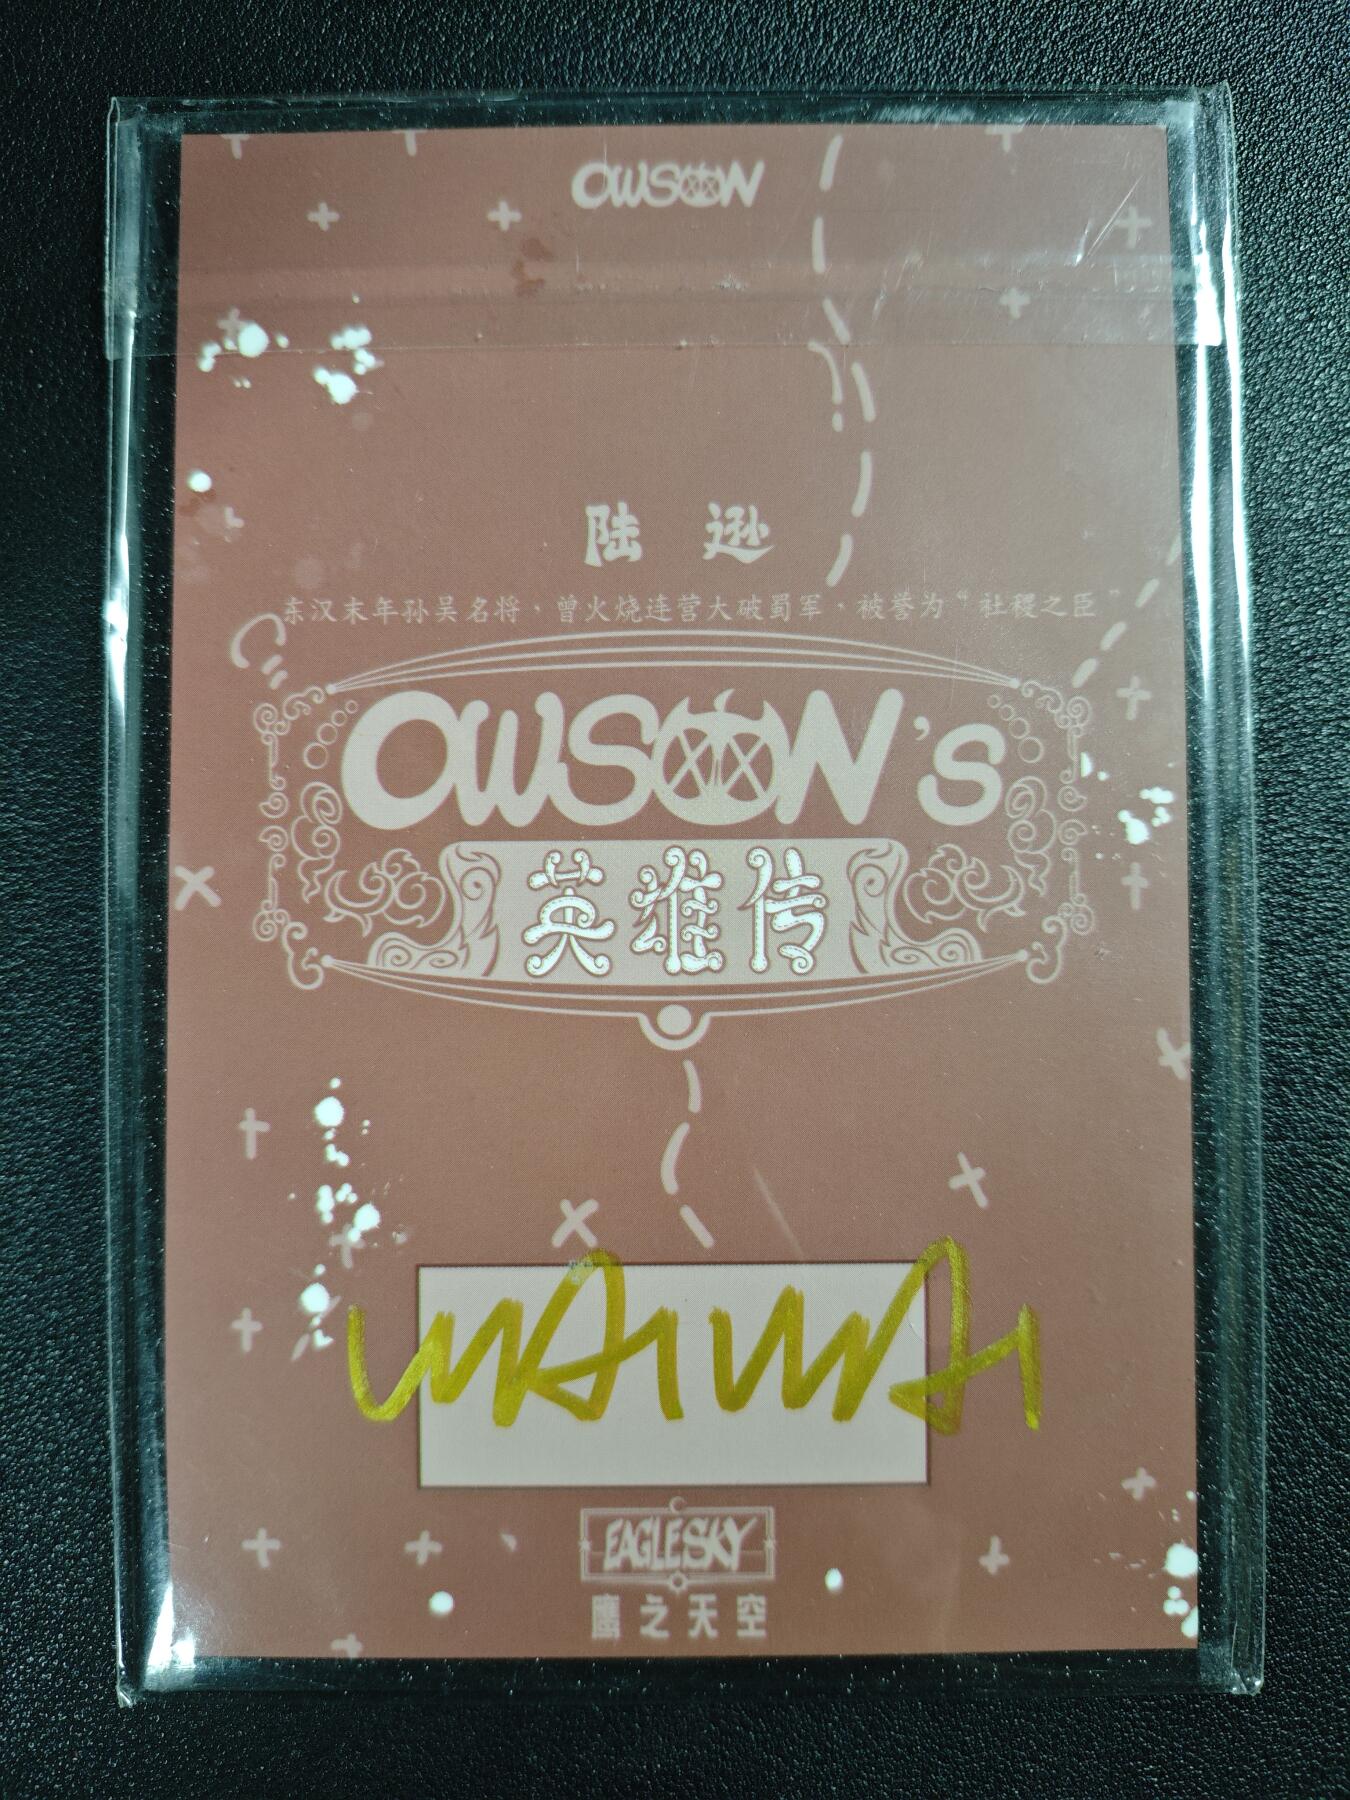 OWSON
陆 逊
东汉末年孙吴名将，曾火烧连营大破蜀军，被誉为“社稷之臣”
OWSON's
英雄传
EAGLESKY
鹰之天空